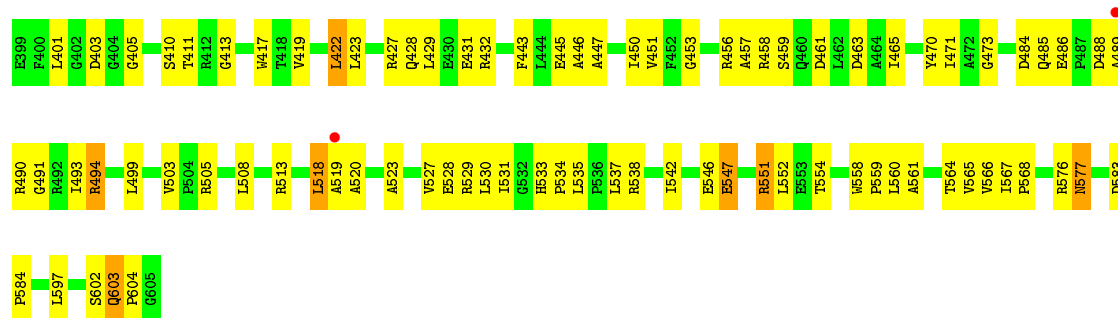 E399 F400 L401 G402 D403 G404 G405 S410 T411 R412 G413 W417 T418 V419 L422 L423 R427 Q428 L429 E430 E431 R432 F443 L444 E445 A446 A447 I450 V451 F452 G453 R456 A457 R458 S459 Q460 D461 L462 D463 A464 I465 Y470 I471 A472 G473 D484 Q485 E486 P487 D488 A489
R490 G491 R492 I493 R494 L499 V503 P504 R505 L508 R513 L518 A519 A520 A523 V527 E528 R529 L530 I531 G532 H533 P534 L535 P536 L537 R538 I542 E546 E547 R551 L552 E553 T554 W558 P559 L560 A561 T564 V565 V566 I567 P568 R576 N577 D583
P584 L597 S602 Q603 P604 G605